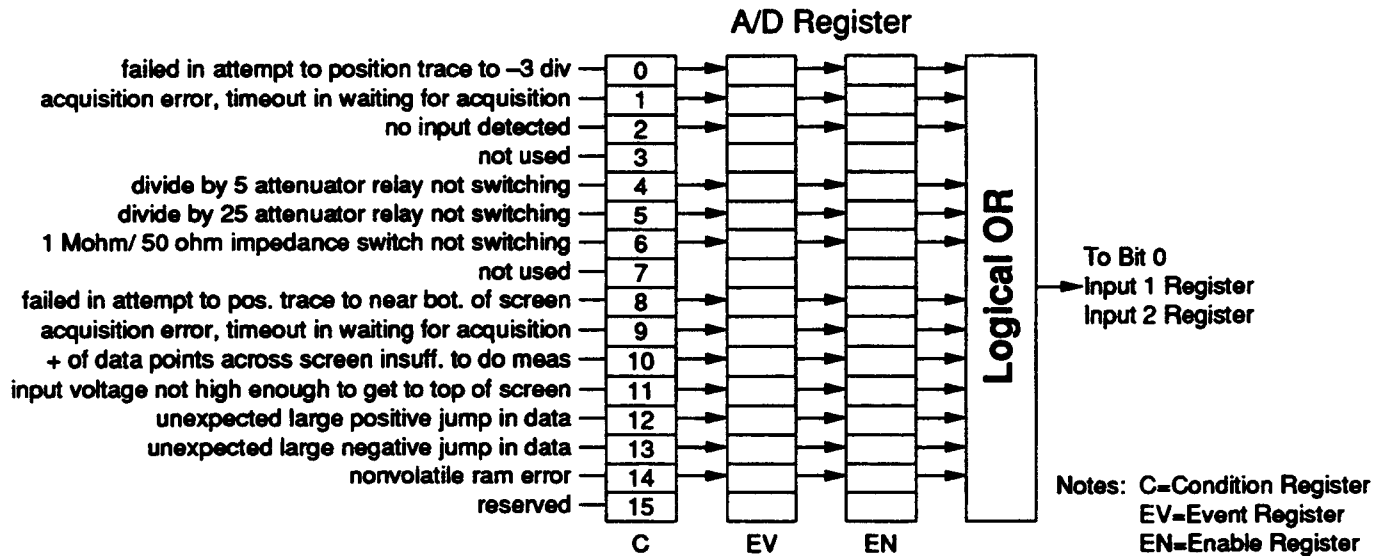 A/D Register
failed in attempt to position trace to –3 div 0
acquisition error, timeout in waiting for acquisition 1
no input detected 2
not used 3
divide by 5 attenuator relay not switching 4
divide by 25 attenuator relay not switching 5
1 Mohm/ 50 ohm impedance switch not switching 6
not used 7
failed in attempt to pos. trace to near bot. of screen 8
acquisition error, timeout in waiting for acquisition 9
+ of data points across screen insuff. to do meas 10
input voltage not high enough to get to top of screen 11
unexpected large positive jump in data 12
unexpected large negative jump in data 13
nonvolatile ram error 14
reserved 15
C EV EN
Logical OR
To Bit 0
Input 1 Register
Input 2 Register
Notes: C=Condition Register
EV=Event Register
EN=Enable Register